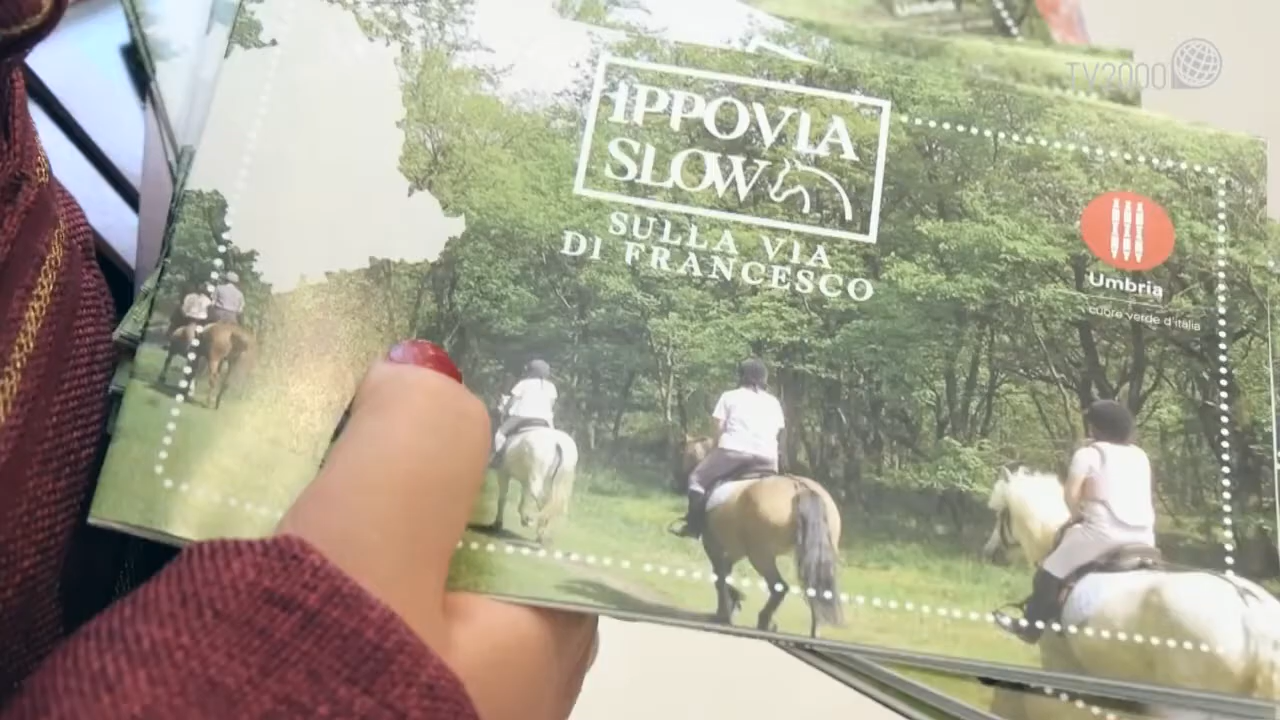 TV2000
IPPOVIA
SLOW
SULLA VIA
DI FRANCESCO
Umbria
cuore verde d'italia